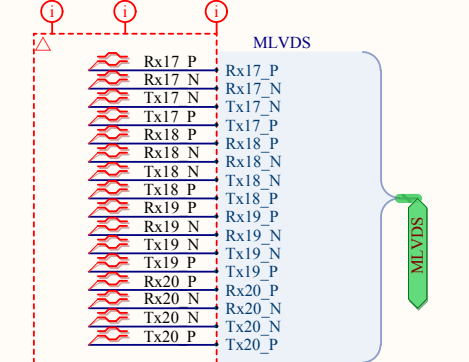 i i i
MLVDS
Rx17_P Rx17_P
Rx17_N Rx17_N
Tx17_N Tx17_N
Tx17_P Tx17_P
Rx18_P Rx18_P
Rx18_N Rx18_N
Tx18_N Tx18_N
Tx18_P Tx18_P
Rx19_P Rx19_P
Rx19_N Rx19_N
Tx19_N Tx19_N
Tx19_P Tx19_P
Rx20_P Rx20_P
Rx20_N Rx20_N
Tx20_N Tx20_N
Tx20_P Tx20_P
MLVDS